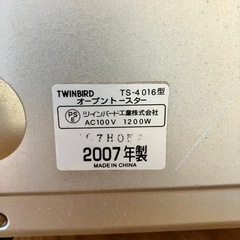 TWINBIRD TS-4016型
オーブントースター
PS
E
ツインバード工業株式会社
AC100V 1200W
2007年製
MADE IN CHINA